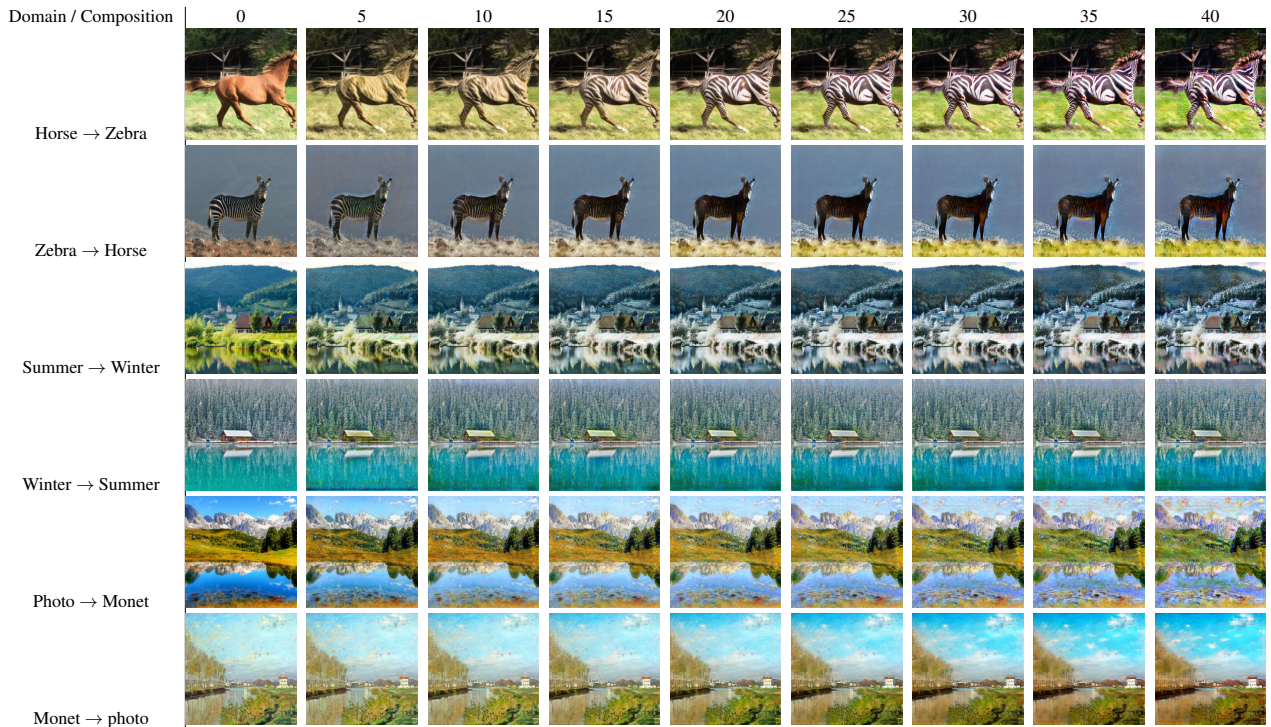 Domain / Composition 0 5 10 15 20 25 30 35 40
Horse → Zebra
Zebra → Horse
Summer → Winter
Winter → Summer
Photo → Monet
Monet → photo